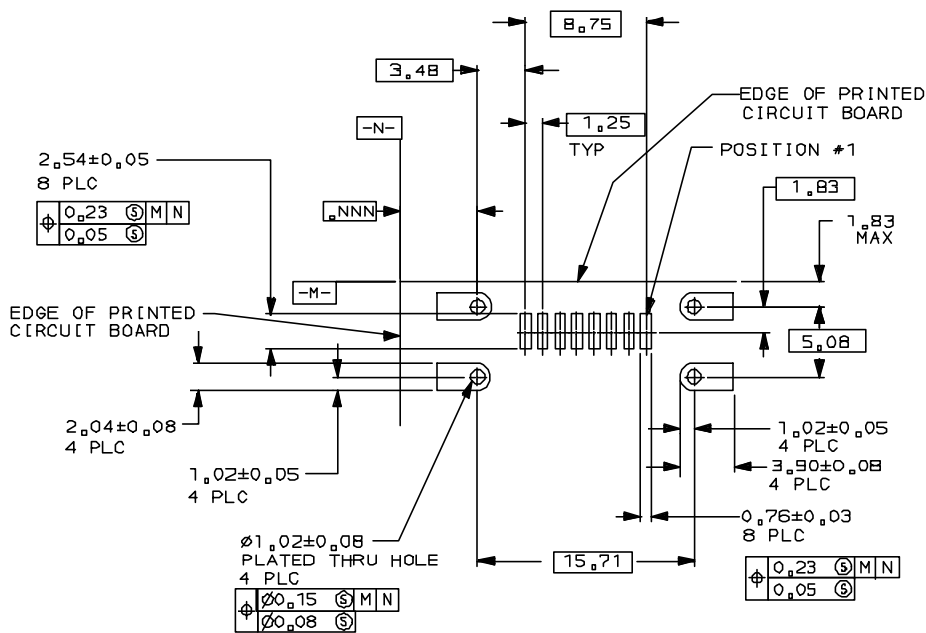 8.75
3.48
EDGE OF PRINTED
CIRCUIT BOARD
-N-
1.25
TYP
POSITION #1
2.54±0.05
8 PLC
1.83
0.23 Ⓢ M N
0.05 Ⓢ
.NNN
1.83
MAX
-M-
EDGE OF PRINTED
CIRCUIT BOARD
5.08
2.04±0.08
4 PLC
1.02±0.05
4 PLC
1.02±0.05
4 PLC
3.90±0.08
4 PLC
0.76±0.03
8 PLC
Ø1.02±0.08
PLATED THRU HOLE
4 PLC
15.71
0.23 Ⓢ M N
0.05 Ⓢ
Ø0.15 Ⓢ M N
Ø0.08 Ⓢ